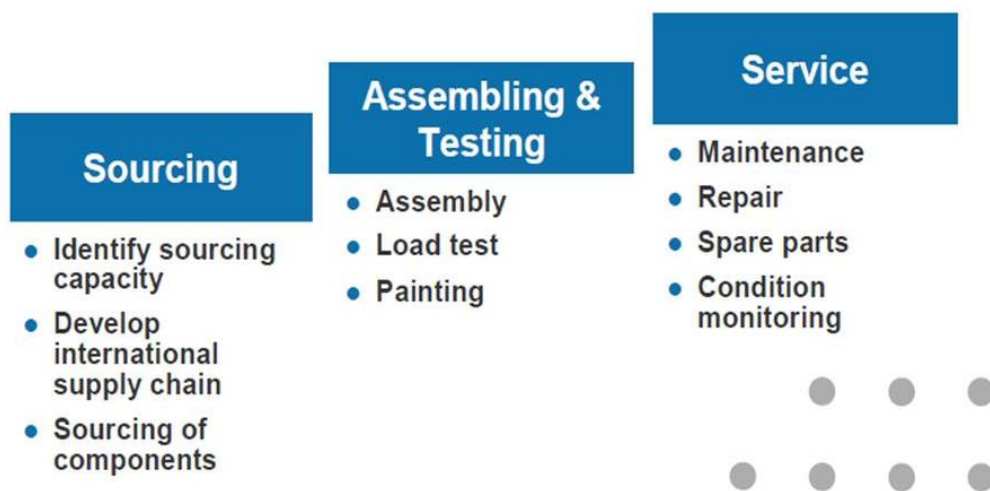 Sourcing
Identify sourcing
capacity
Develop
international
supply chain
Sourcing of
components
Assembling &
Testing
Assembly
Load test
Painting
Service
Maintenance
Repair
Spare parts
Condition
monitoring